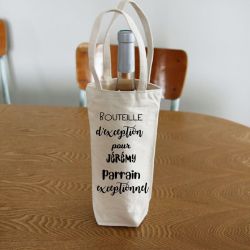 BOUTEILLE
d'exception
pour
JÉRÉMY
Parrain
exceptionnel